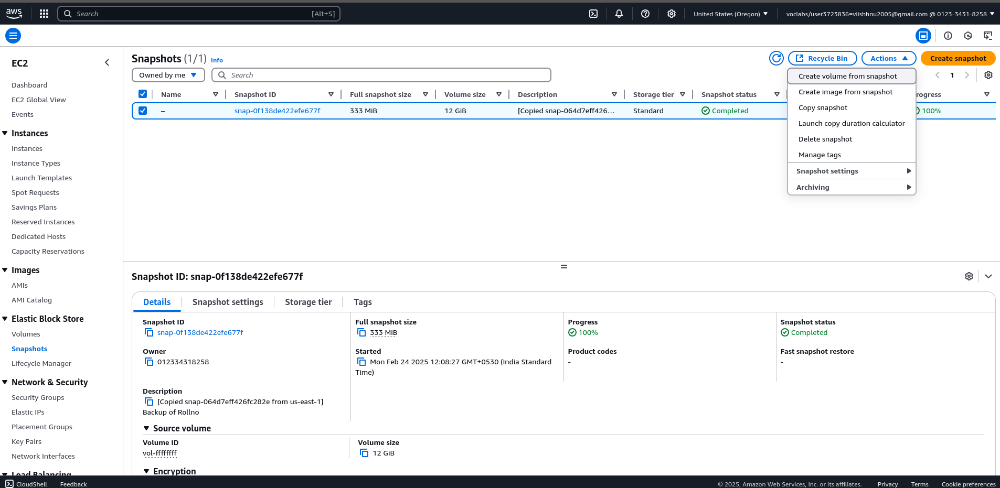 aws
Search [Alt+S]
United States (Oregon)
voclabs/user3723836=viishhnu2005@gmail.com @ 0123-3431-8258
EC2
Dashboard
EC2 Global View
Events
Instances
Instances
Instance Types
Launch Templates
Spot Requests
Savings Plans
Reserved Instances
Dedicated Hosts
Capacity Reservations
Images
AMIs
AMI Catalog
Elastic Block Store
Volumes
Snapshots
Lifecycle Manager
Network & Security
Security Groups
Elastic IPs
Placement Groups
Key Pairs
Network Interfaces
Load Balancing
Snapshots (1/1) Info
Recycle Bin
Actions
Create snapshot
Owned by me
Search
1
Name Snapshot ID Full snapshot size Volume size Description Storage tier Snapshot status rogress
– snap-0f138de422efe677f 333 MiB 12 GiB [Copied snap-064d7eff426... Standard Completed 100%
Create volume from snapshot
Create image from snapshot
Copy snapshot
Launch copy duration calculator
Delete snapshot
Manage tags
Snapshot settings
Archiving
Snapshot ID: snap-0f138de422efe677f
Details Snapshot settings Storage tier Tags
Snapshot ID
snap-0f138de422efe677f
Full snapshot size
333 MiB
Progress
100%
Snapshot status
Completed
Owner
012334318258
Started
Mon Feb 24 2025 12:08:27 GMT+0530 (India Standard
Time)
Product codes
-
Fast snapshot restore
-
Description
[Copied snap-064d7eff426fc282e from us-east-1]
Backup of Rollno
Source volume
Volume ID
vol-ffffffff
Volume size
12 GiB
Encryption
CloudShell Feedback
© 2025, Amazon Web Services, Inc. or its affiliates. Privacy Terms Cookie preferences